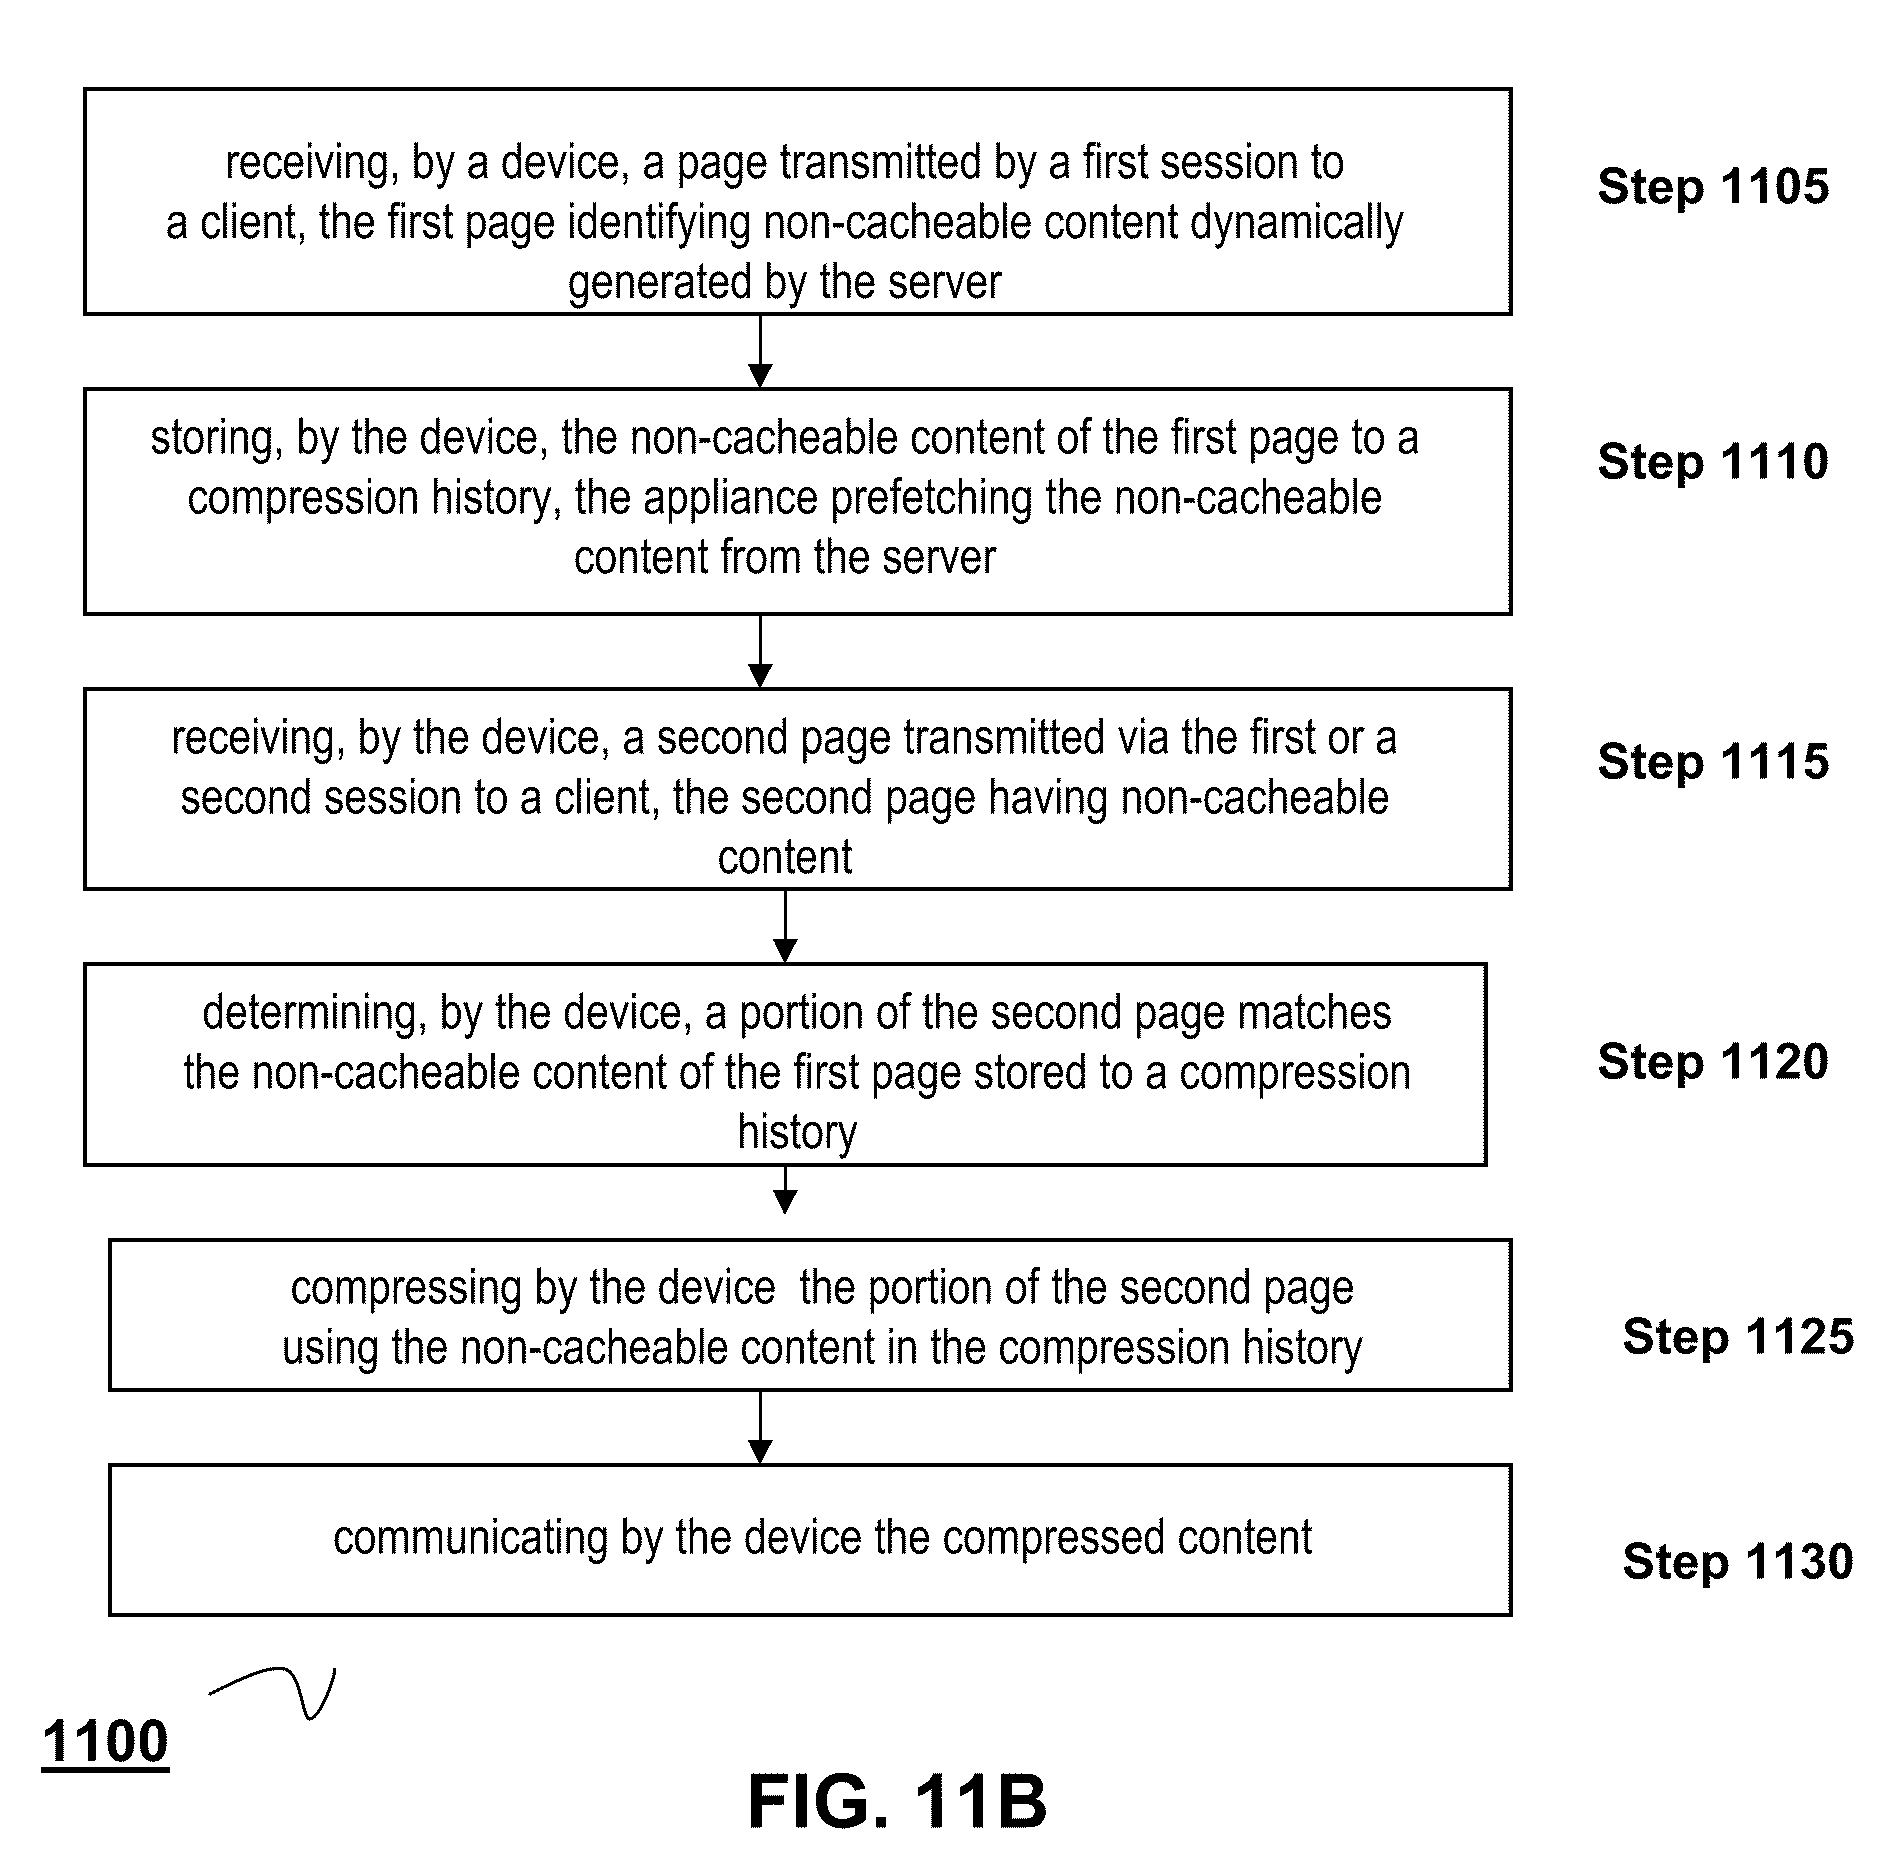 receiving, by a device, a page transmitted by a first session to
a client, the first page identifying non-cacheable content dynamically
generated by the server
Step 1105
storing, by the device, the non-cacheable content of the first page to a
compression history, the appliance prefetching the non-cacheable
content from the server
Step 1110
receiving, by the device, a second page transmitted via the first or a
second session to a client, the second page having non-cacheable
content
Step 1115
determining, by the device, a portion of the second page matches
the non-cacheable content of the first page stored to a compression
history
Step 1120
compressing by the device  the portion of the second page
using the non-cacheable content in the compression history
Step 1125
communicating by the device the compressed content
Step 1130
1100
FIG. 11B